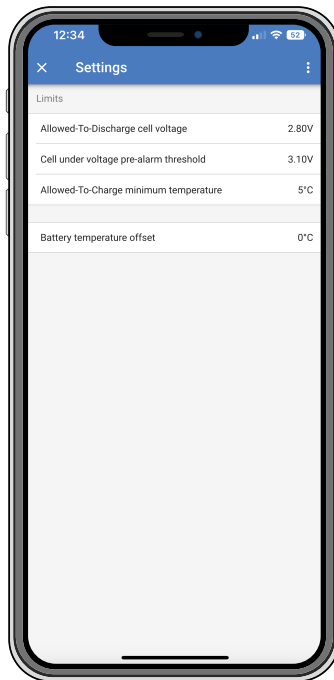 12:34
52
Settings
Limits
Allowed-To-Discharge cell voltage 2.80V
Cell under voltage pre-alarm threshold 3.10V
Allowed-To-Charge minimum temperature 5°C
Battery temperature offset 0°C